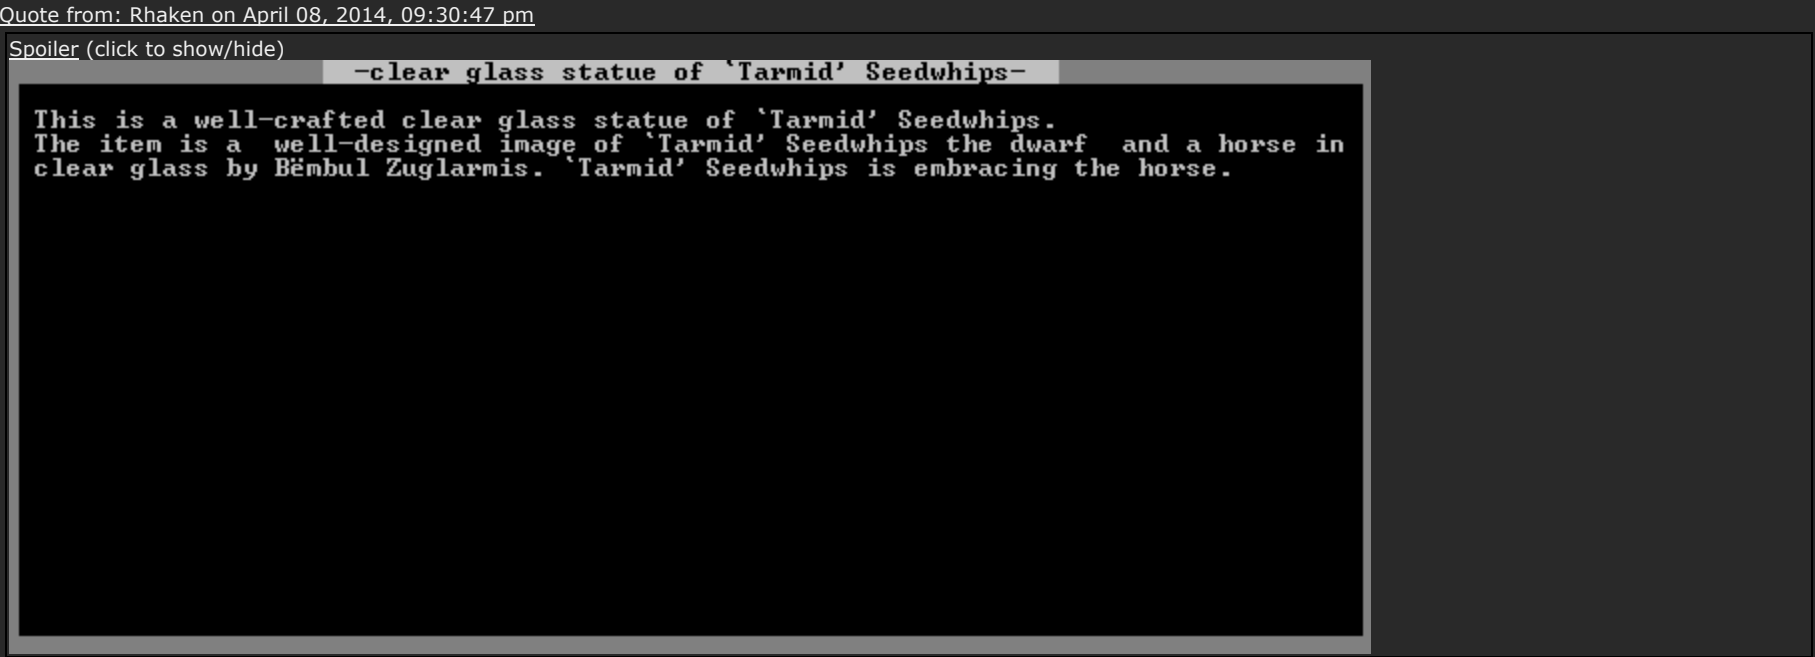 Quote from: Rhaken on April 08, 2014, 09:30:47 pm
Spoiler (click to show/hide)
-clear glass statue of `Tarmid' Seedwhips-
This is a well-crafted clear glass statue of `Tarmid' Seedwhips.
The item is a  well-designed image of `Tarmid' Seedwhips the dwarf  and a horse in
clear glass by Bëmbul Zuglarmis. `Tarmid' Seedwhips is embracing the horse.